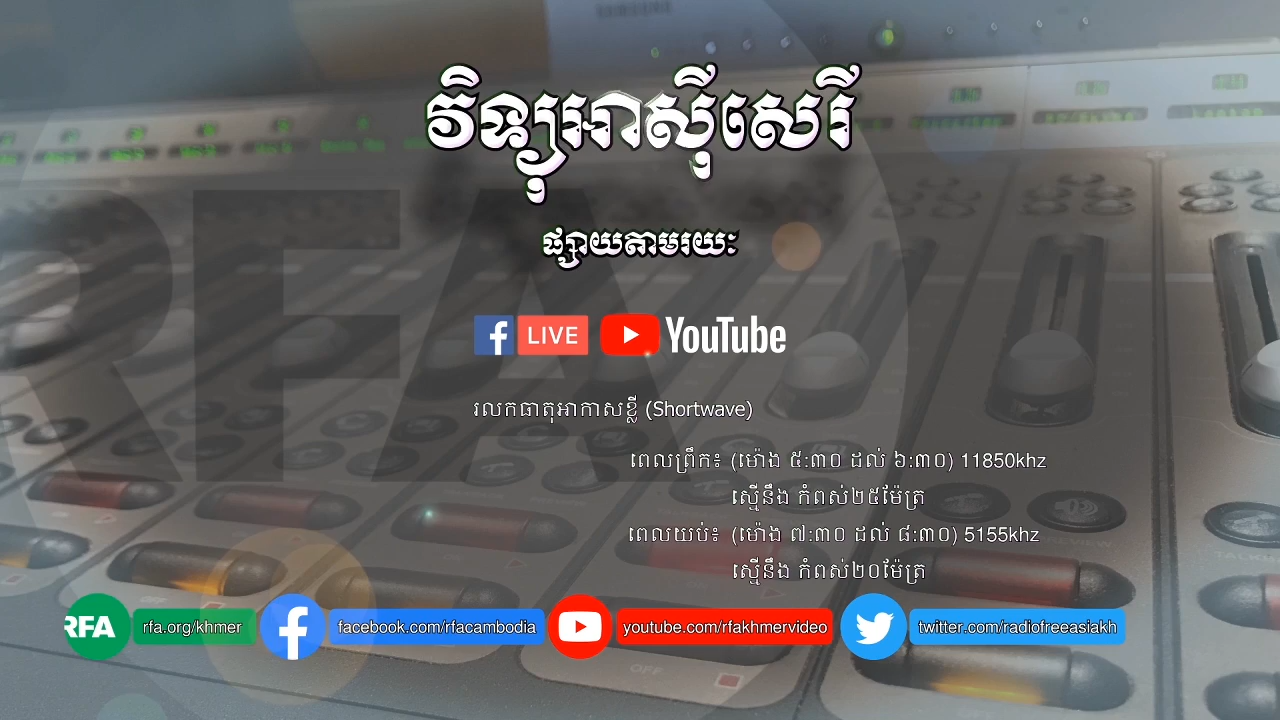 វិទ្យុអាស៊ីសេរី
ផ្សាយតាមរយៈ
LIVE YouTube
រលកធាតុអាកាសខ្លី (Shortwave)
ពេលព្រឹក៖ (ម៉ោង ៥:៣០ ដល់ ៦:៣០) 11850khz
ស្មើនឹង កំពស់២៥ម៉ែត្រ
ពេលយប់៖ (ម៉ោង ៧:៣០ ដល់ ៨:៣០) 5155khz
ស្មើនឹង កំពស់២០ម៉ែត្រ
RFA rfa.org/khmer facebook.com/rfacambodia youtube.com/rfakhmervideo twitter.com/radiofreeasiakh
RFA
SAMSUNG
OFF